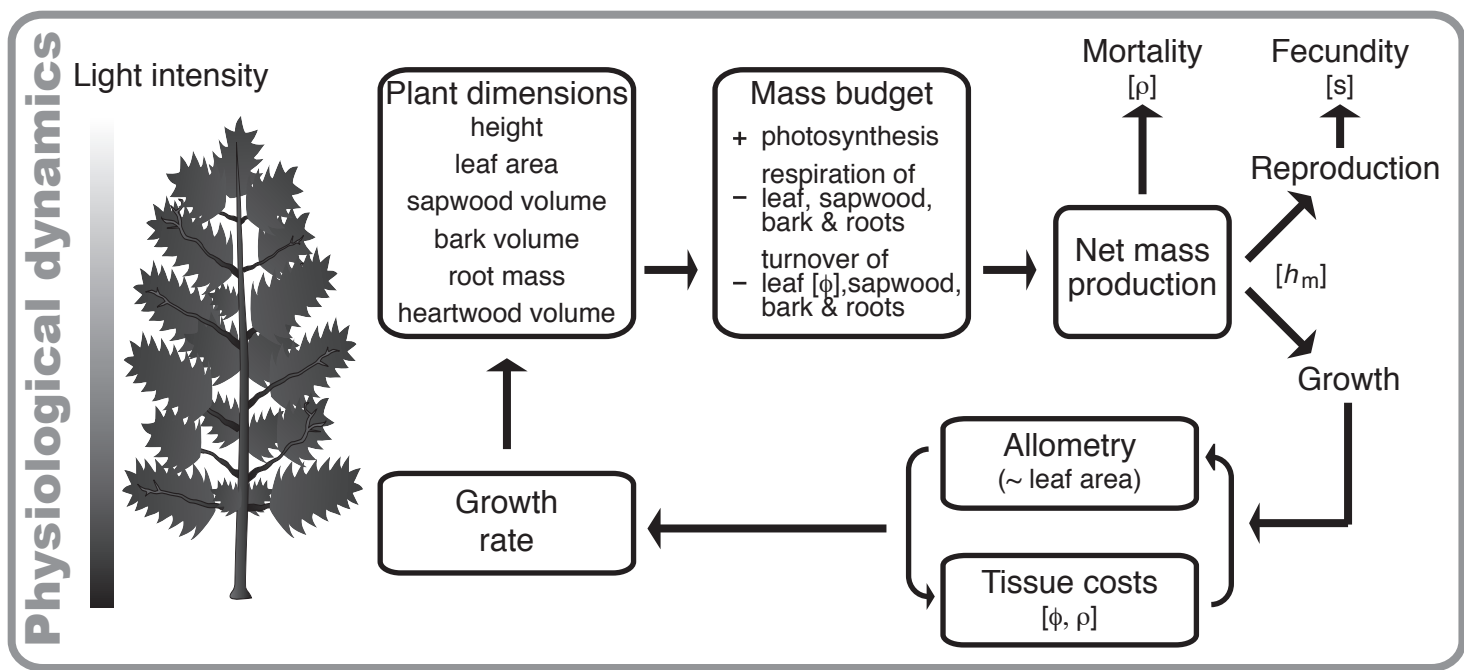 Physiological dynamics
Light intensity
Plant dimensions
height
leaf area
sapwood volume
bark volume
root mass
heartwood volume
Mass budget
+ photosynthesis
respiration of
− leaf, sapwood,
bark & roots
turnover of
− leaf [ϕ],sapwood,
bark & roots
Net mass
production
Mortality
[ρ]
Fecundity
[s]
Reproduction
[hm]
Growth
Allometry
(~ leaf area)
Tissue costs
[ϕ, ρ]
Growth
rate